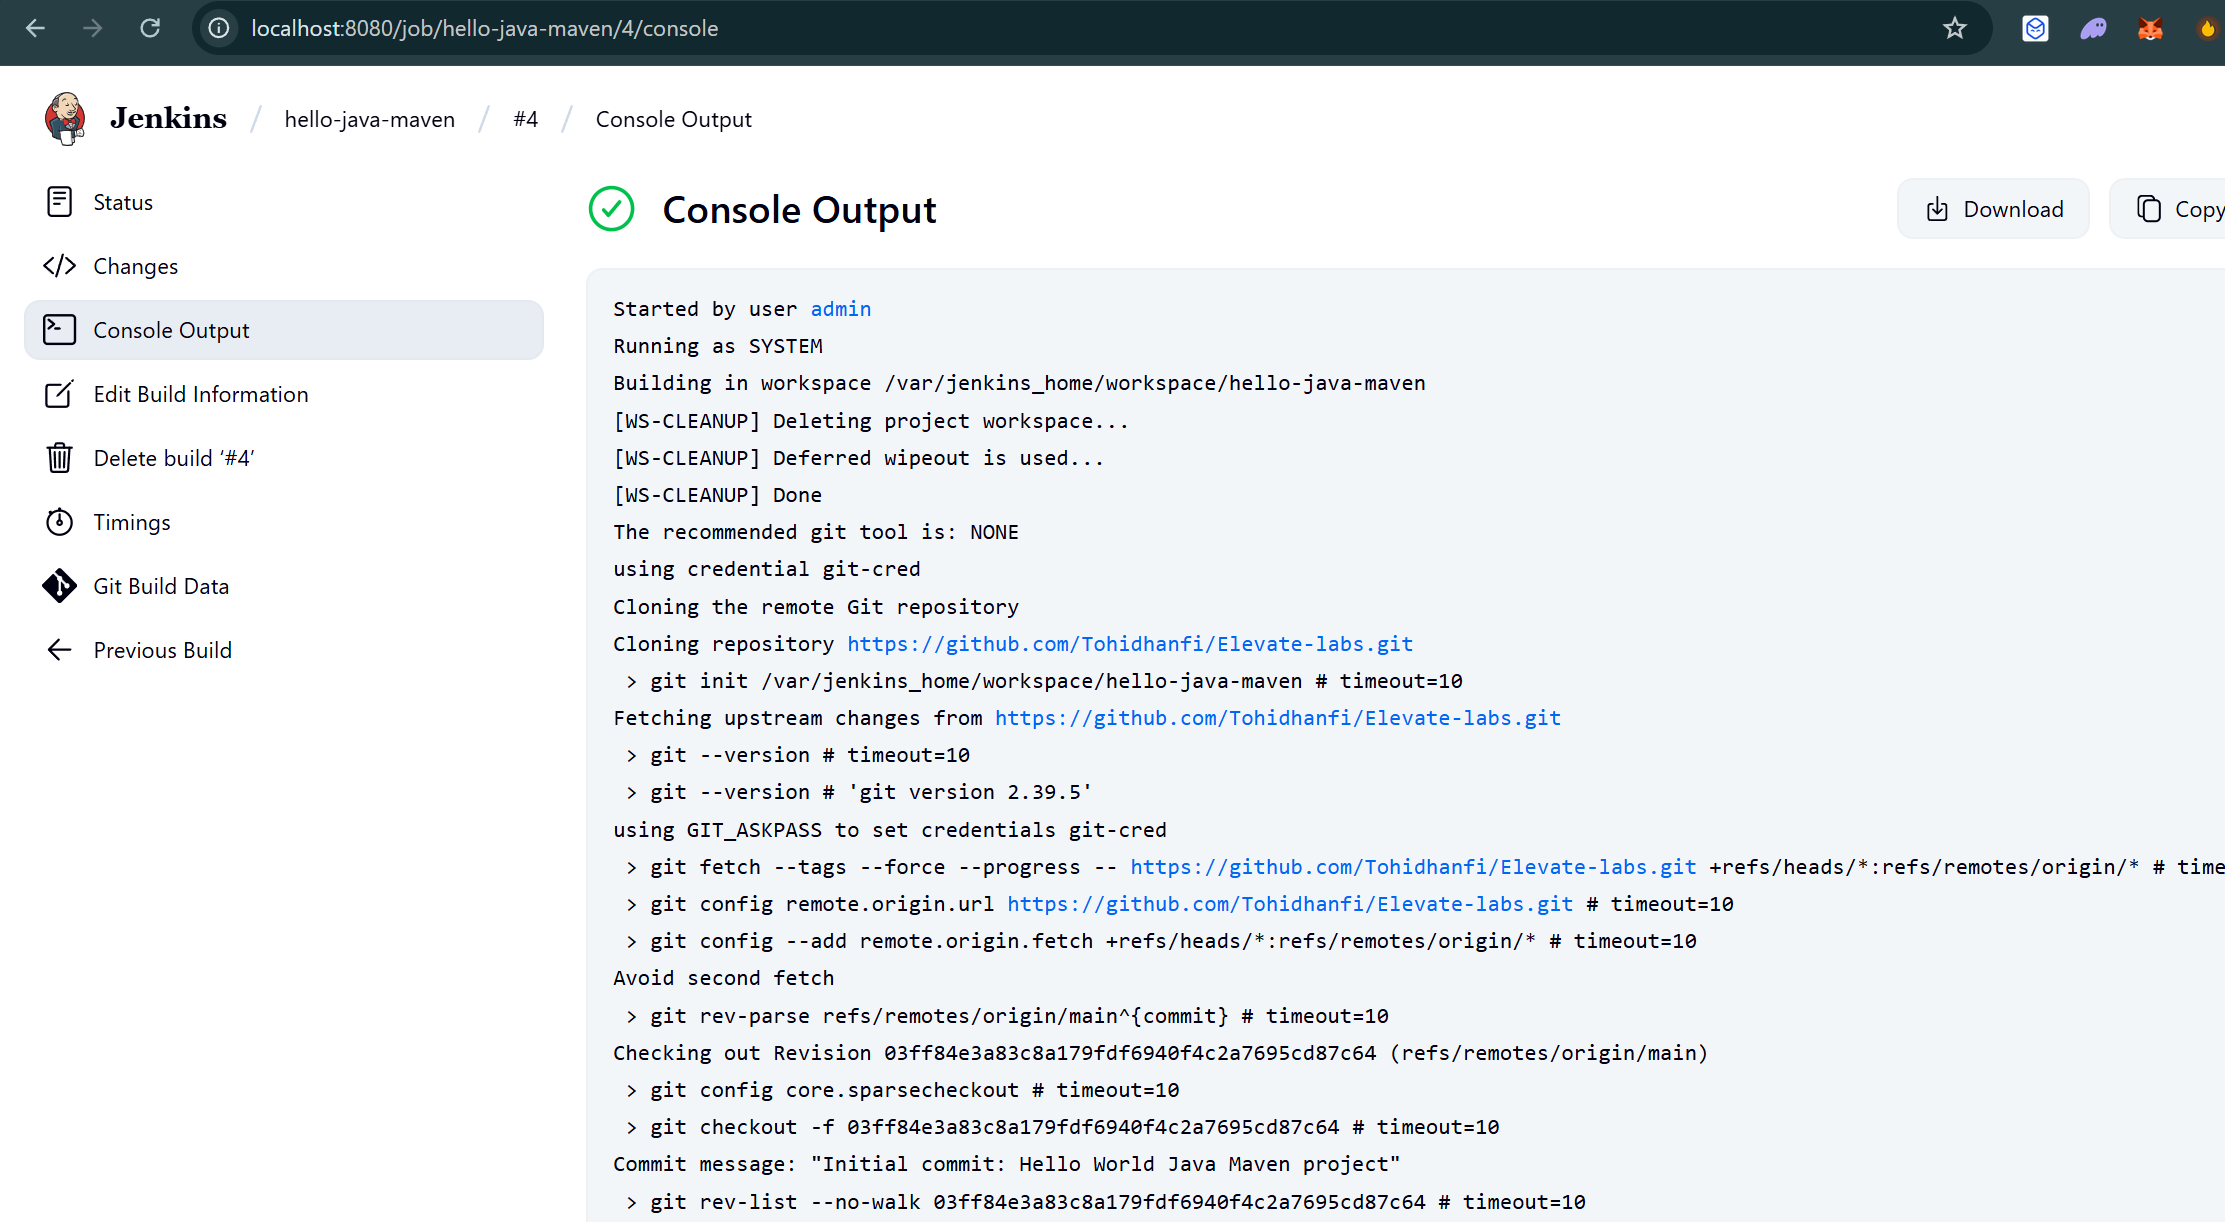 localhost:8080/job/hello-java-maven/4/console
Jenkins / hello-java-maven / #4 / Console Output
Status
Changes
Console Output
Edit Build Information
Delete build ‘#4’
Timings
Git Build Data
Previous Build
Console Output
Download
Copy
Started by user admin
Running as SYSTEM
Building in workspace /var/jenkins_home/workspace/hello-java-maven
[WS-CLEANUP] Deleting project workspace...
[WS-CLEANUP] Deferred wipeout is used...
[WS-CLEANUP] Done
The recommended git tool is: NONE
using credential git-cred
Cloning the remote Git repository
Cloning repository https://github.com/Tohidhanfi/Elevate-labs.git
 > git init /var/jenkins_home/workspace/hello-java-maven # timeout=10
Fetching upstream changes from https://github.com/Tohidhanfi/Elevate-labs.git
 > git --version # timeout=10
 > git --version # 'git version 2.39.5'
using GIT_ASKPASS to set credentials git-cred
 > git fetch --tags --force --progress -- https://github.com/Tohidhanfi/Elevate-labs.git +refs/heads/*:refs/remotes/origin/* # time
 > git config remote.origin.url https://github.com/Tohidhanfi/Elevate-labs.git # timeout=10
 > git config --add remote.origin.fetch +refs/heads/*:refs/remotes/origin/* # timeout=10
Avoid second fetch
 > git rev-parse refs/remotes/origin/main^{commit} # timeout=10
Checking out Revision 03ff84e3a83c8a179fdf6940f4c2a7695cd87c64 (refs/remotes/origin/main)
 > git config core.sparsecheckout # timeout=10
 > git checkout -f 03ff84e3a83c8a179fdf6940f4c2a7695cd87c64 # timeout=10
Commit message: "Initial commit: Hello World Java Maven project"
 > git rev-list --no-walk 03ff84e3a83c8a179fdf6940f4c2a7695cd87c64 # timeout=10